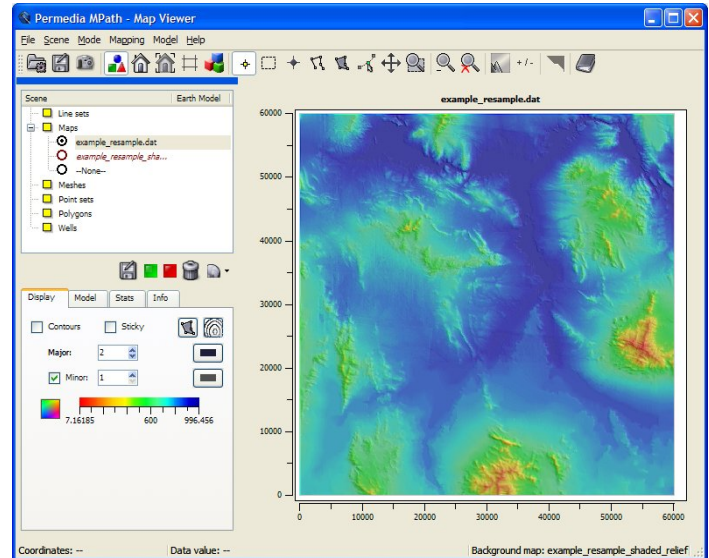 Permedia MPath - Map Viewer
File Scene Mode Mapping Model Help
+/-
Scene Earth Model
Line sets
Maps
example_resample.dat
example_resample_sha...
--None--
Meshes
Point sets
Polygons
Wells
Display Model Stats Info
Contours Sticky
Major: 2
Minor: 1
7.16185 600 996.456
example_resample.dat
60000
50000
40000
30000
20000
10000
0
0 10000 20000 30000 40000 50000 60000
Coordinates: -- Data value: -- Background map: example_resample_shaded_relief